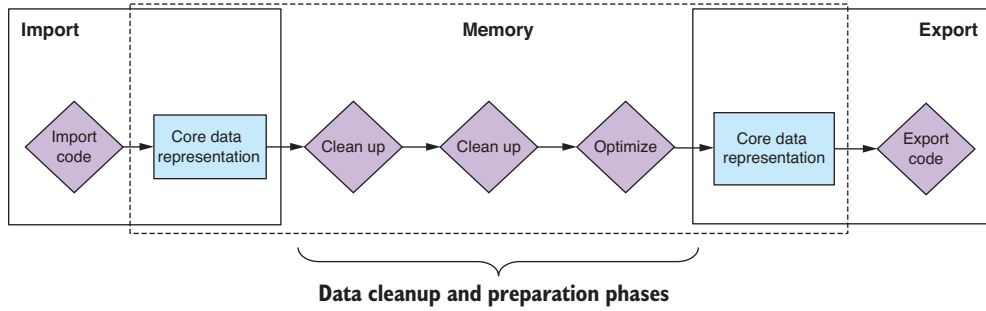 Import
Memory
Export
Import
code
Core data
representation
Clean up
Clean up
Optimize
Core data
representation
Export
code
Data cleanup and preparation phases